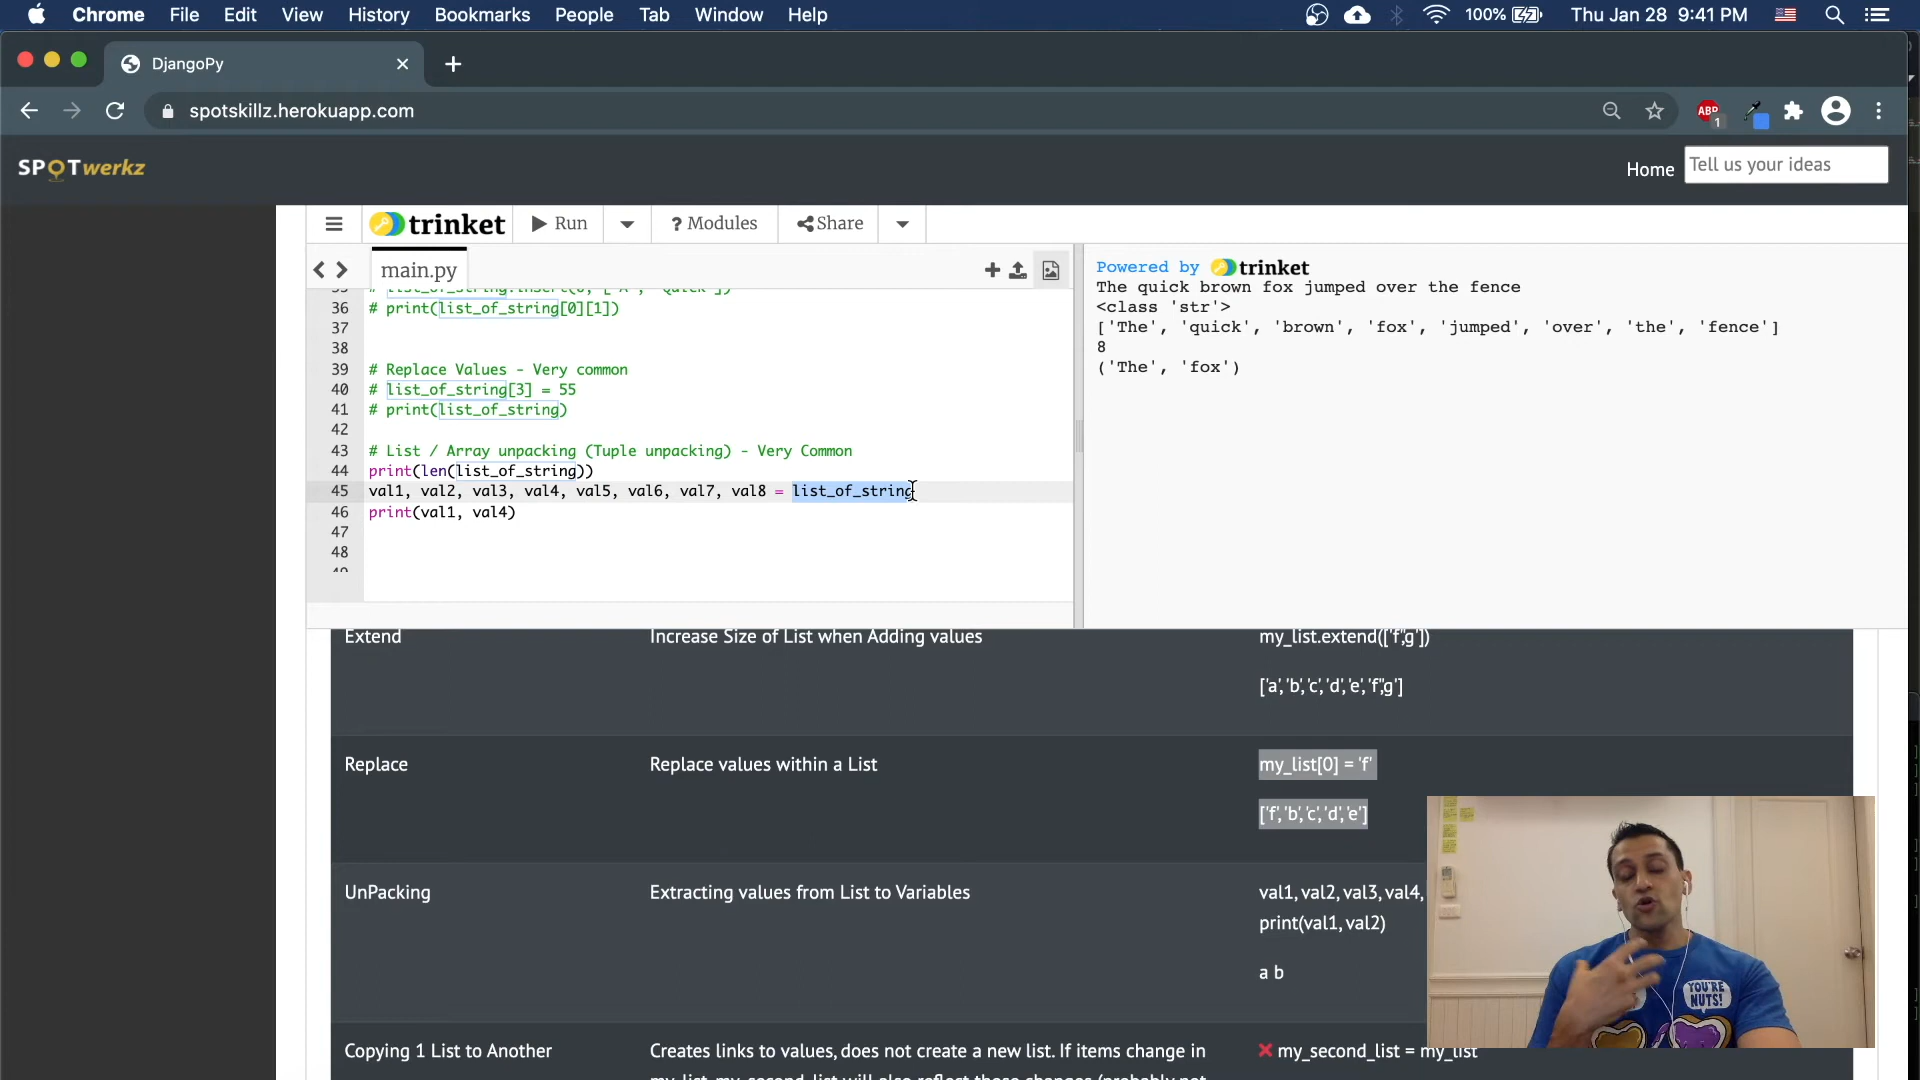 Chrome File Edit View History Bookmarks People Tab Window Help 100% Thu Jan 28 9:41 PM
DjangoPy
spotskillz.herokuapp.com ABP 1
SPOTwerkz Home Tell us your ideas
trinket Run ? Modules Share
main.py
36 # print(list_of_string[0][1])
37
38
39 # Replace Values - Very common
40 # list_of_string[3] = 55
41 # print(list_of_string)
42
43 # List / Array unpacking (Tuple unpacking) - Very Common
44 print(len(list_of_string))
45 val1, val2, val3, val4, val5, val6, val7, val8 = list_of_string
46 print(val1, val4)
47
48
49
Powered by trinket
The quick brown fox jumped over the fence
<class 'str'>
['The', 'quick', 'brown', 'fox', 'jumped', 'over', 'the', 'fence']
8
('The', 'fox')
Extend Increase Size of List when Adding values my_list.extend(['f','g'])
['a','b','c','d','e','f','g']
Replace Replace values within a List my_list[0] = 'f'
['f','b','c','d','e']
UnPacking Extracting values from List to Variables val1, val2, val3, val4,
print(val1, val2)
a b
Copying 1 List to Another Creates links to values, does not create a new list. If items change in my_second_list = my_list
YOU'RE
NUTS!